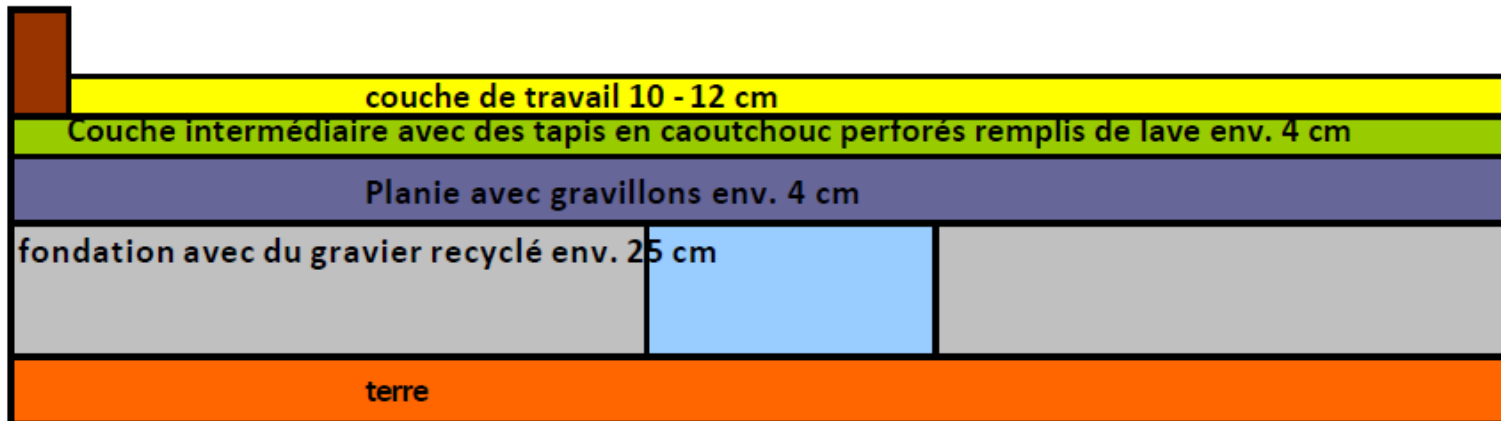 couche de travail 10 - 12 cm
Couche intermédiaire avec des tapis en caoutchouc perforés remplis de lave env. 4 cm
Planie avec gravillons env. 4 cm
fondation avec du gravier recyclé env. 25 cm
terre